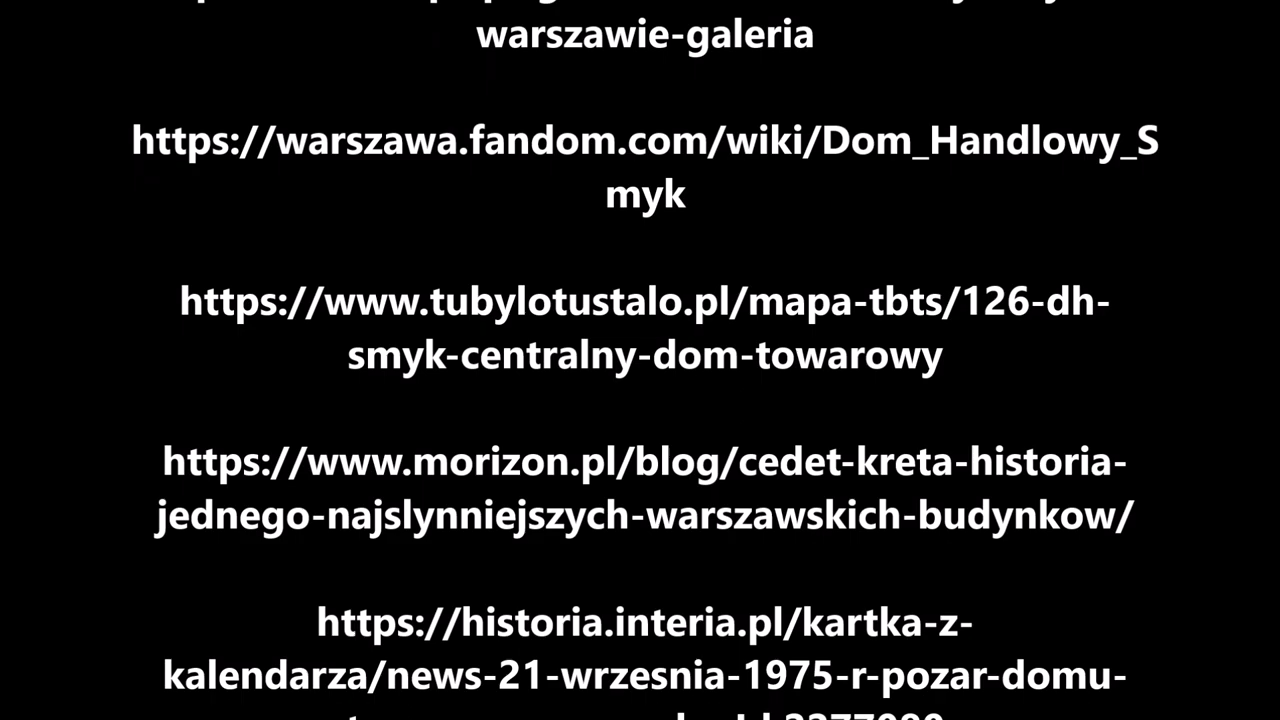 warszawie-galeria
https://warszawa.fandom.com/wiki/Dom_Handlowy_S
myk
https://www.tubylotustalo.pl/mapa-tbts/126-dh-
smyk-centralny-dom-towarowy
https://www.morizon.pl/blog/cedet-kreta-historia-
jednego-najslynniejszych-warszawskich-budynkow/
https://historia.interia.pl/kartka-z-
kalendarza/news-21-wrzesnia-1975-r-pozar-domu-